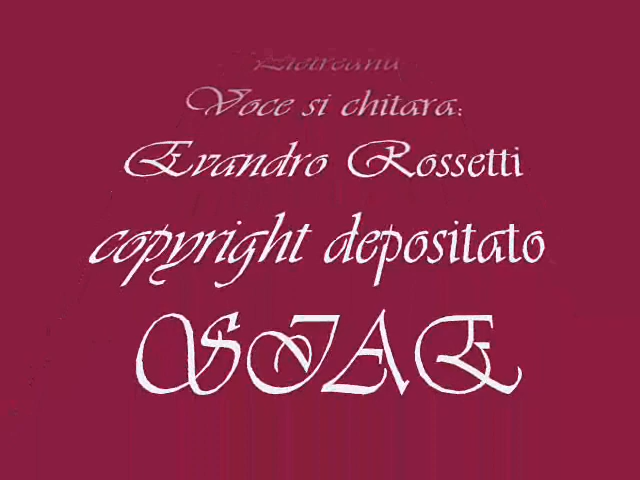 Voce si chitara:
Evandro Rossetti
copyright depositato
SIAE